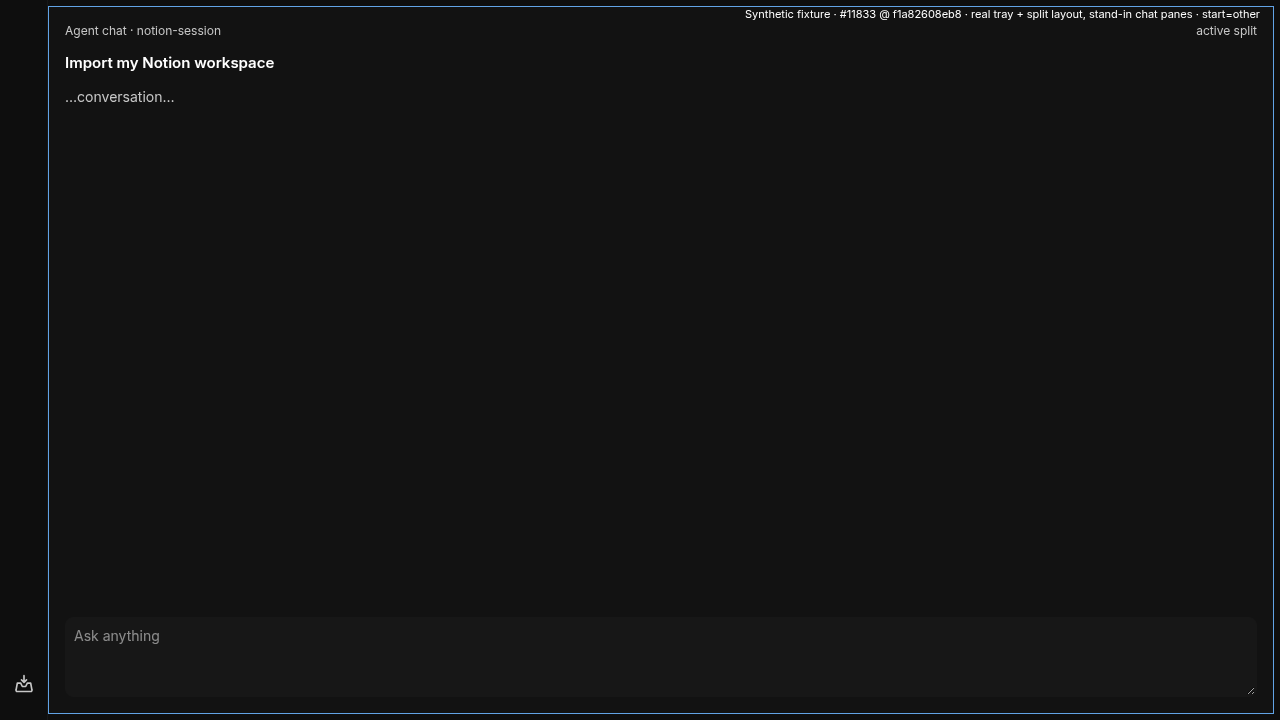 Synthetic fixture · #11833 @ f1a82608eb8 · real tray + split layout, stand-in chat panes · start=other
Agent chat · notion-session
active split
Import my Notion workspace
...conversation...
Ask anything